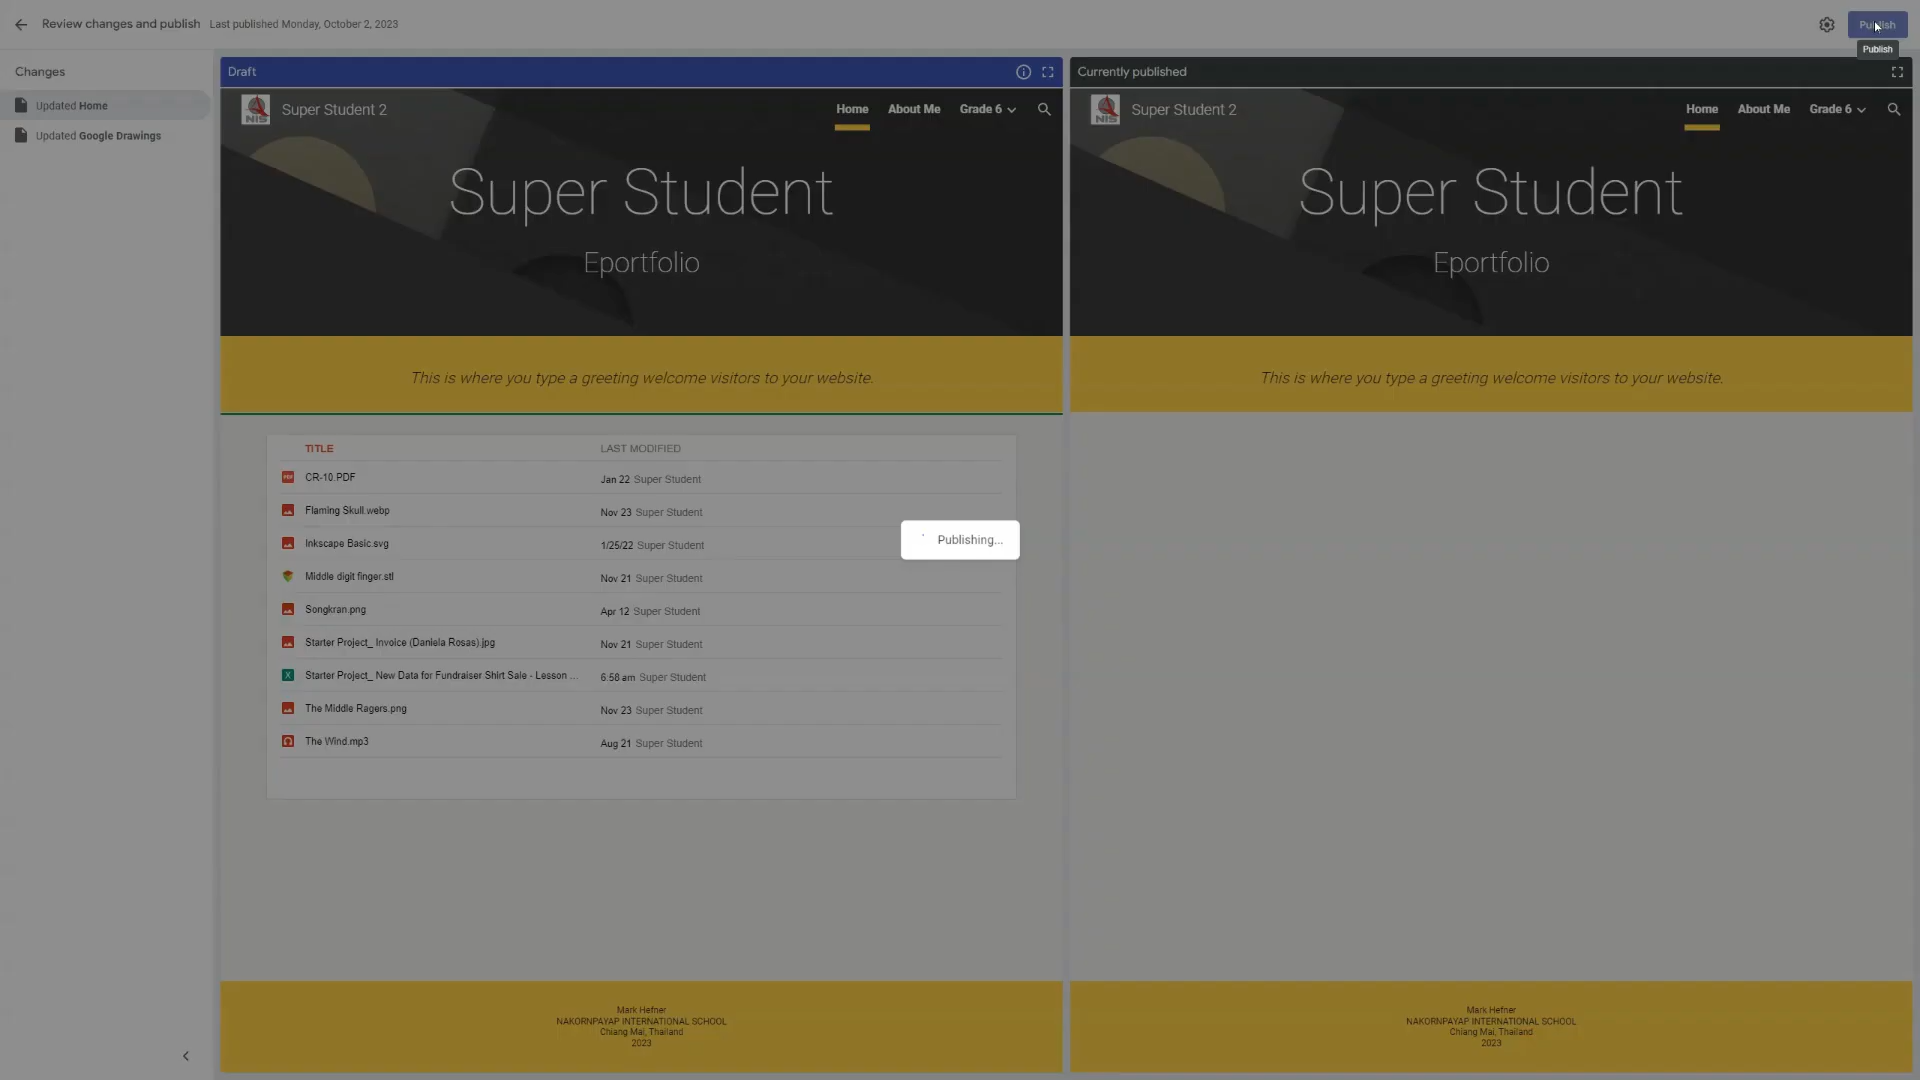 Review changes and publish Last published Monday, October 2, 2023
Publish
Publish
Changes
Updated Home
Updated Google Drawings
Draft
NIS
Super Student 2
Home About Me Grade 6
Super Student
Eportfolio
This is where you type a greeting welcome visitors to your website.
TITLE LAST MODIFIED
CR-10.PDF Jan 22 Super Student
Flaming Skull.webp Nov 23 Super Student
Inkscape Basic.svg 1/25/22 Super Student
Middle digit finger.stl Nov 21 Super Student
Songkran.png Apr 12 Super Student
Starter Project_ Invoice (Daniela Rosas).jpg Nov 21 Super Student
Starter Project_ New Data for Fundraiser Shirt Sale - Lesson ... 6:58 am Super Student
The Middle Ragers.png Nov 23 Super Student
The Wind.mp3 Aug 21 Super Student
Mark Hefner
NAKORNPAYAP INTERNATIONAL SCHOOL
Chiang Mai, Thailand
2023
Publishing...
Currently published
NIS
Super Student 2
Home About Me Grade 6
Super Student
Eportfolio
This is where you type a greeting welcome visitors to your website.
Mark Hefner
NAKORNPAYAP INTERNATIONAL SCHOOL
Chiang Mai, Thailand
2023